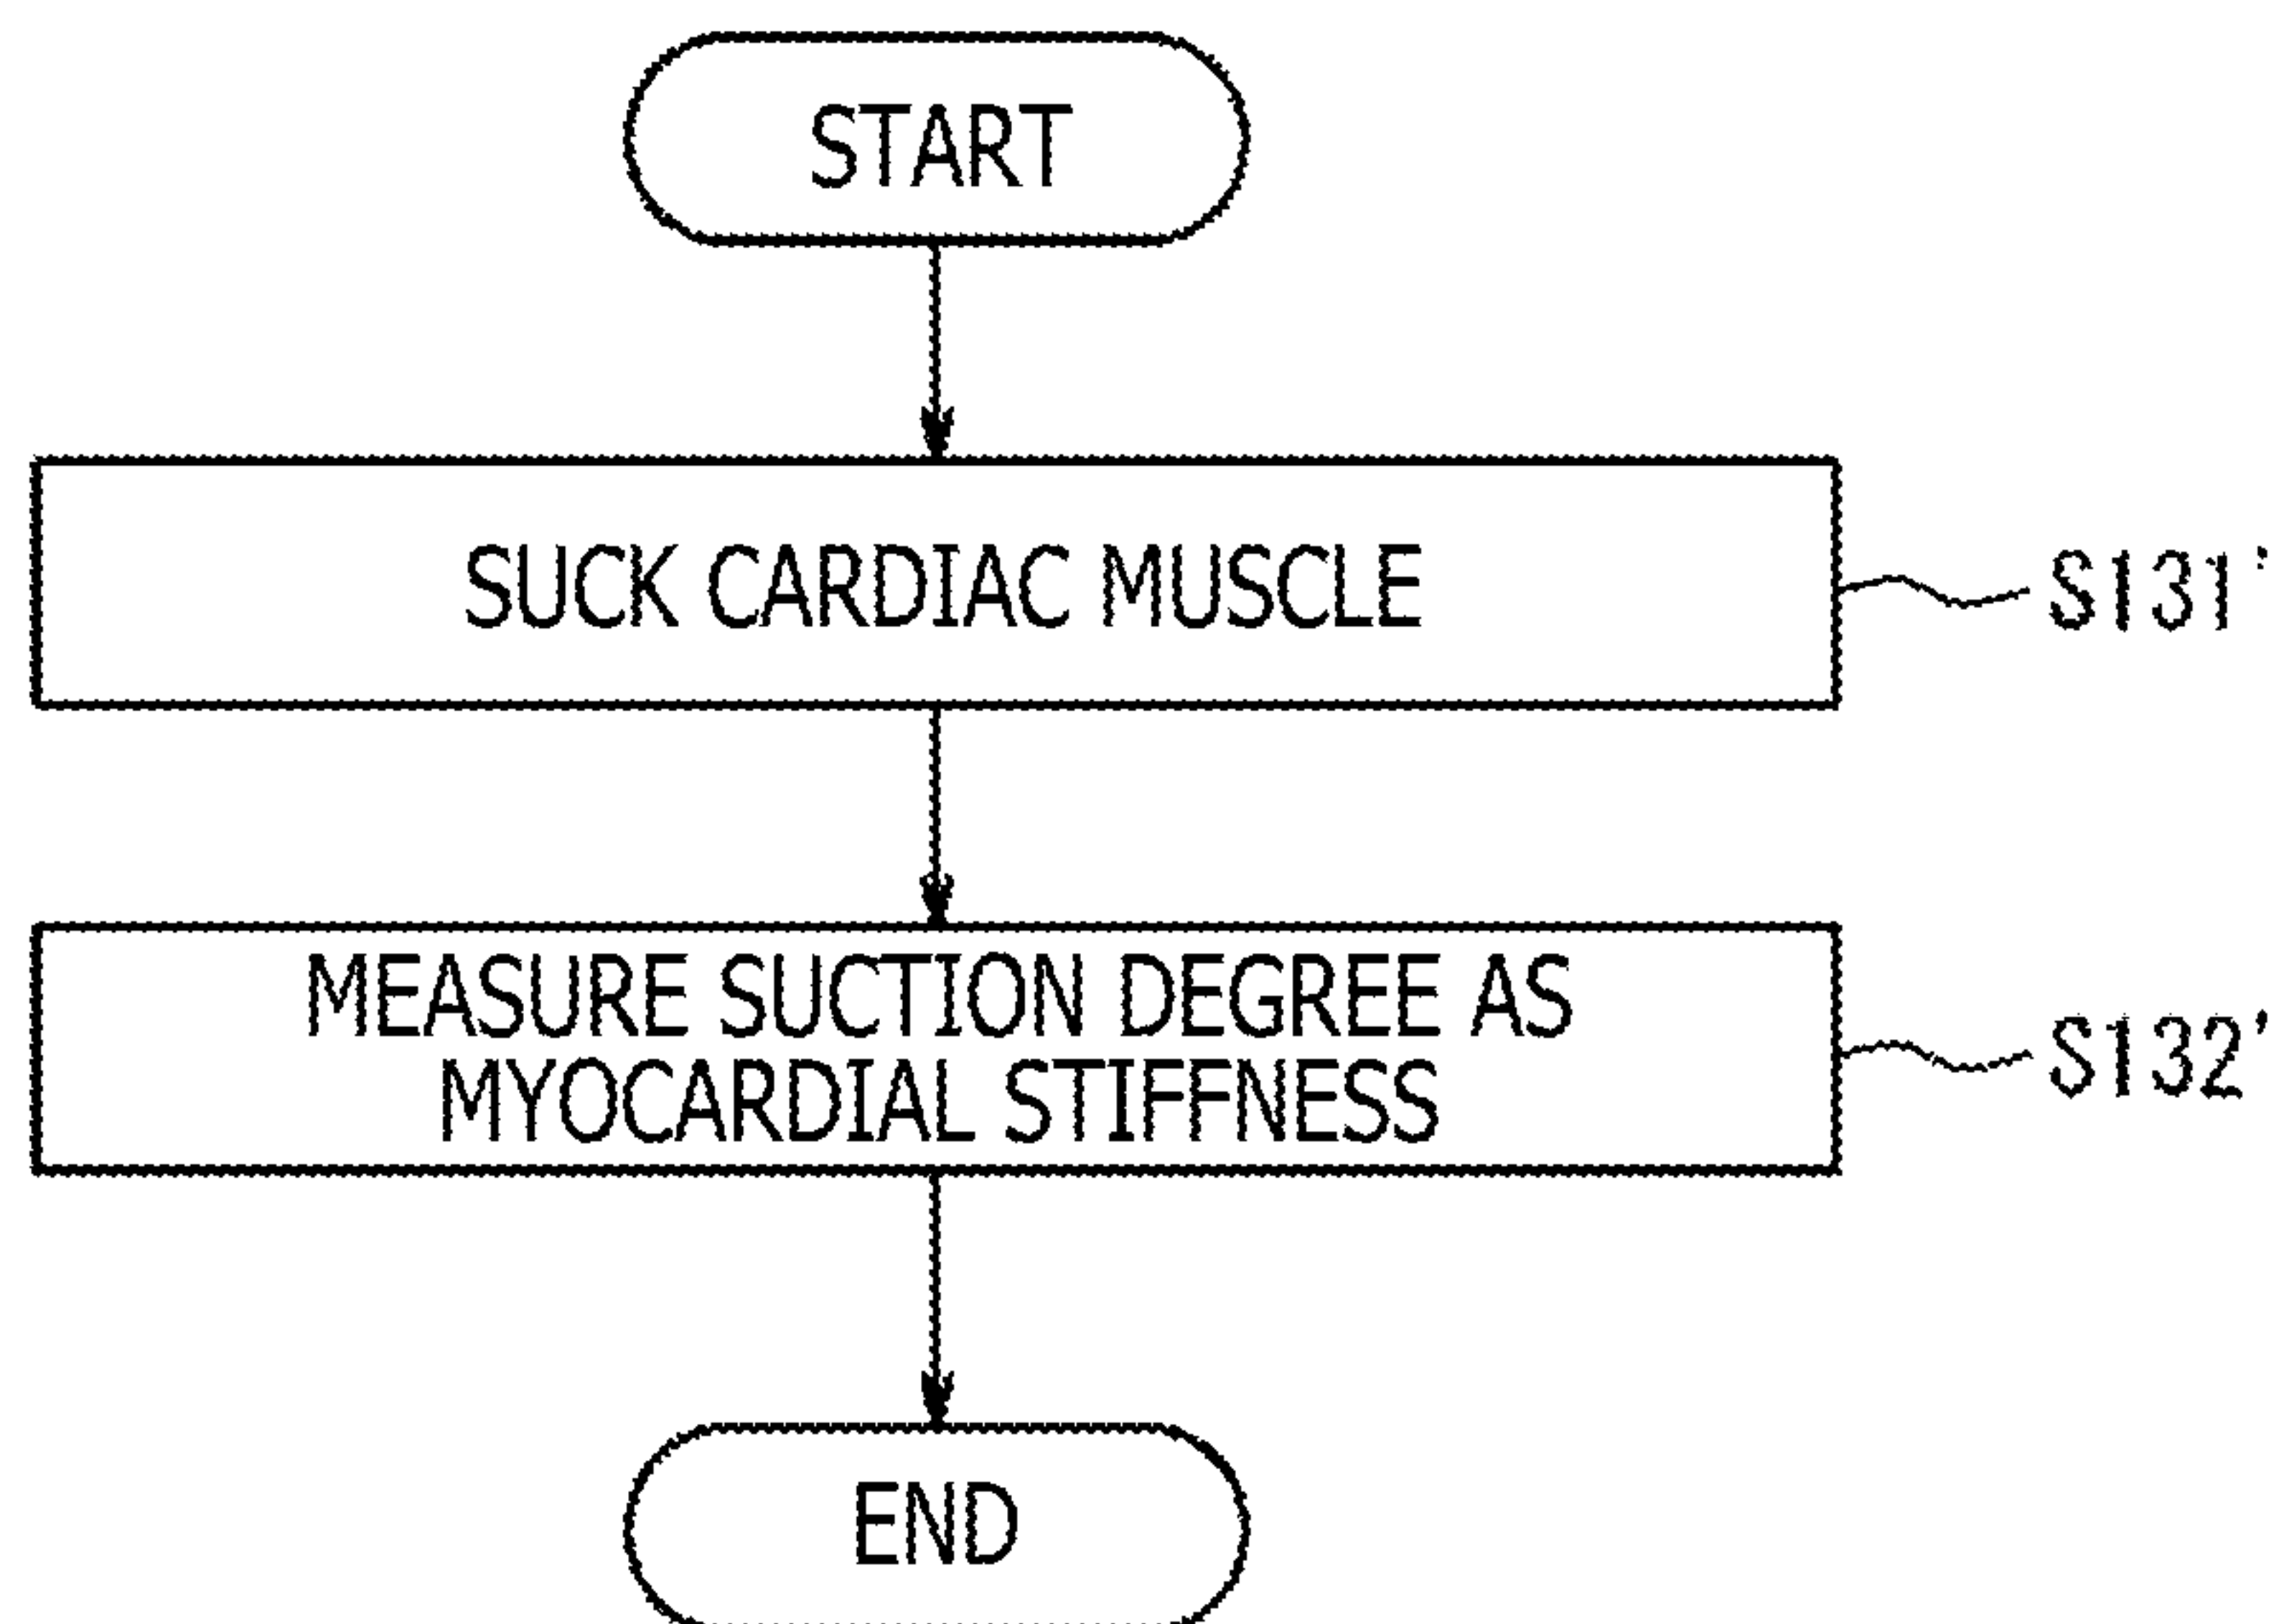 START
SUCK CARDIAC MUSCLE
S131'
MEASURE SUCTION DEGREE AS
MYOCARDIAL STIFFNESS
S132'
END